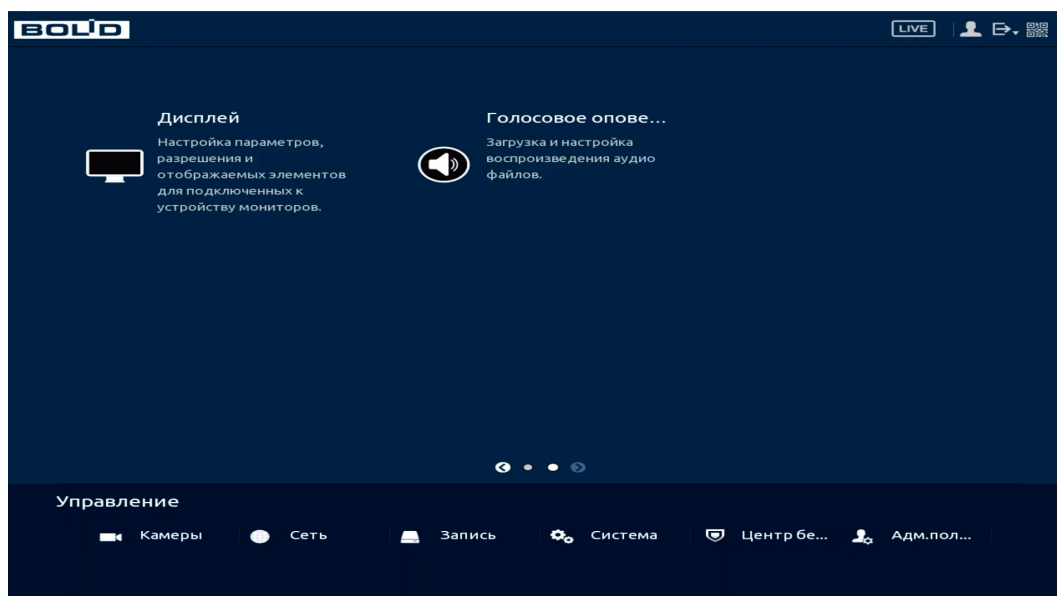 BOLID
LIVE
Дисплей
Настройка параметров,
разрешения и
отображаемых элементов
для подключенных к
устройству мониторов.
Голосовое опове...
Загрузка и настройка
воспроизведения аудио
файлов.
Управление
Камеры
Сеть
Запись
Система
Центр бе...
Адм.пол...